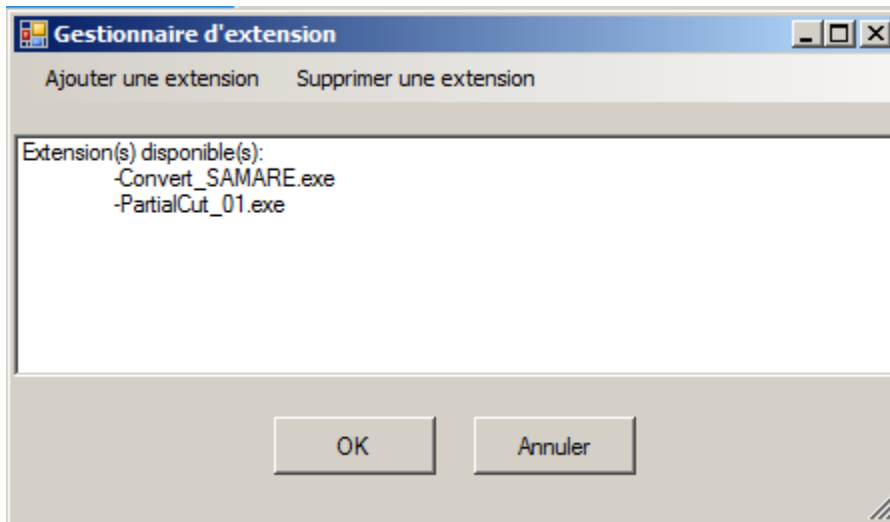 Gestionnaire d'extension
Ajouter une extension Supprimer une extension
Extension(s) disponible(s):
-Convert_SAMARE.exe
-PartialCut_01.exe
OK Annuler